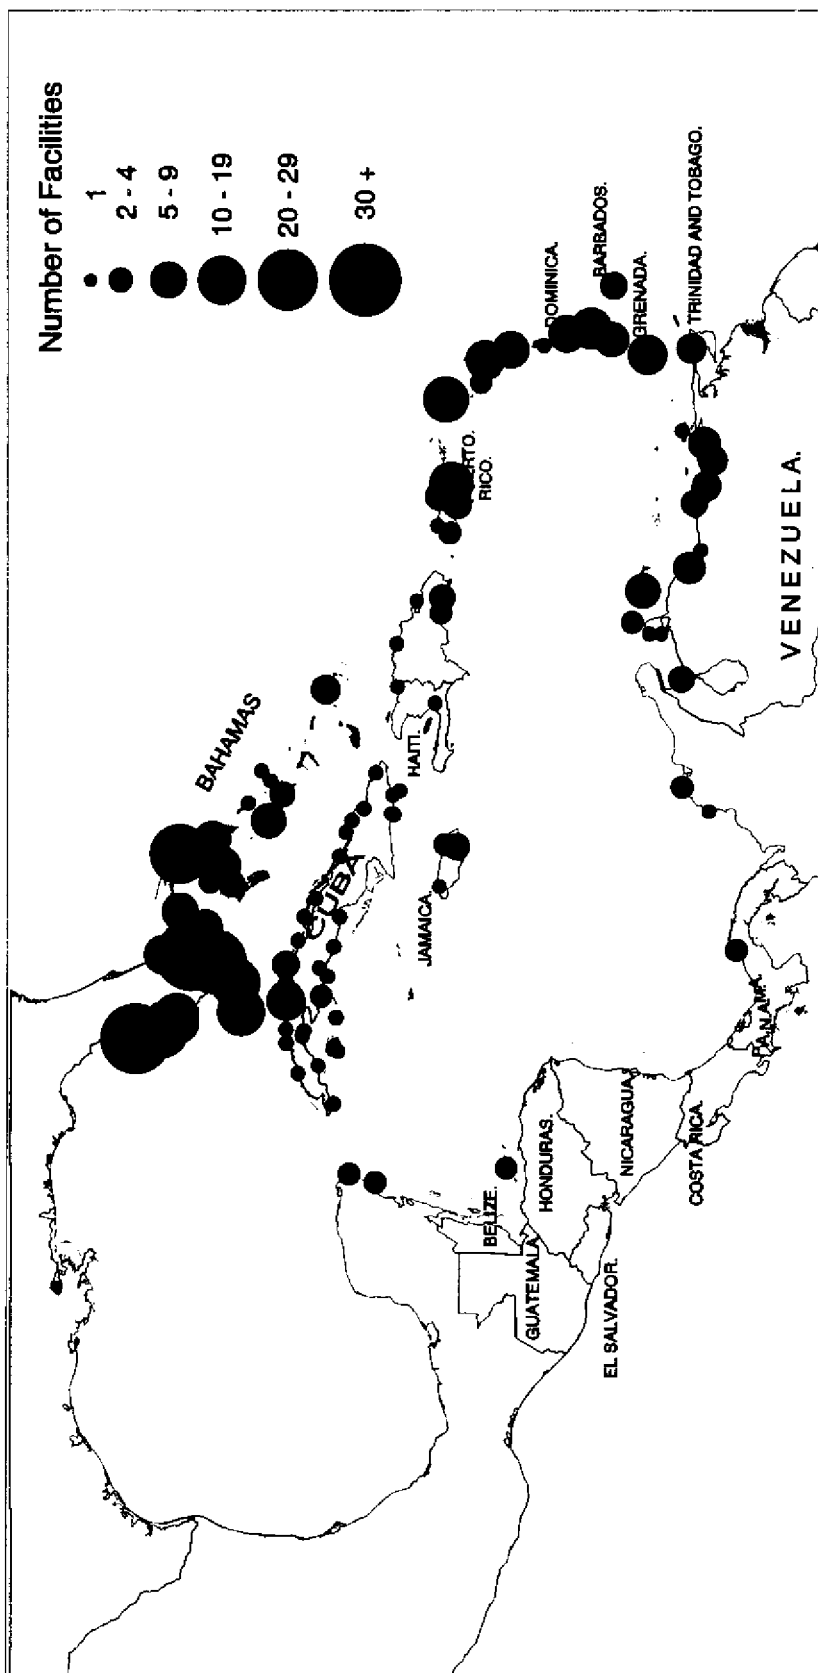 Number of Facilities
1
2 - 4
5 - 9
10 - 19
20 - 29
30 +
BAHAMAS
CUBA
HAITI.
JAMAICA.
RICO.
DOMINICA.
BARBADOS.
GRENADA.
TRINIDAD AND TOBAGO.
VENEZUELA.
BELIZE.
GUATEMALA.
HONDURAS.
EL SALVADOR.
NICARAGUA.
COSTA RICA.
PANAMA.